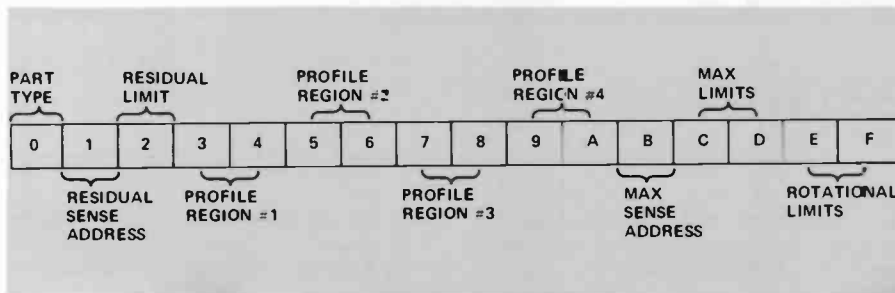 PART
TYPE
RESIDUAL
LIMIT
PROFILE
REGION #2
PROFILE
REGION #4
MAX
LIMITS
0 1 2 3 4 5 6 7 8 9 A B C D E F
RESIDUAL
SENSE
ADDRESS
PROFILE
REGION #1
PROFILE
REGION #3
MAX
SENSE
ADDRESS
ROTATIONAL
LIMITS